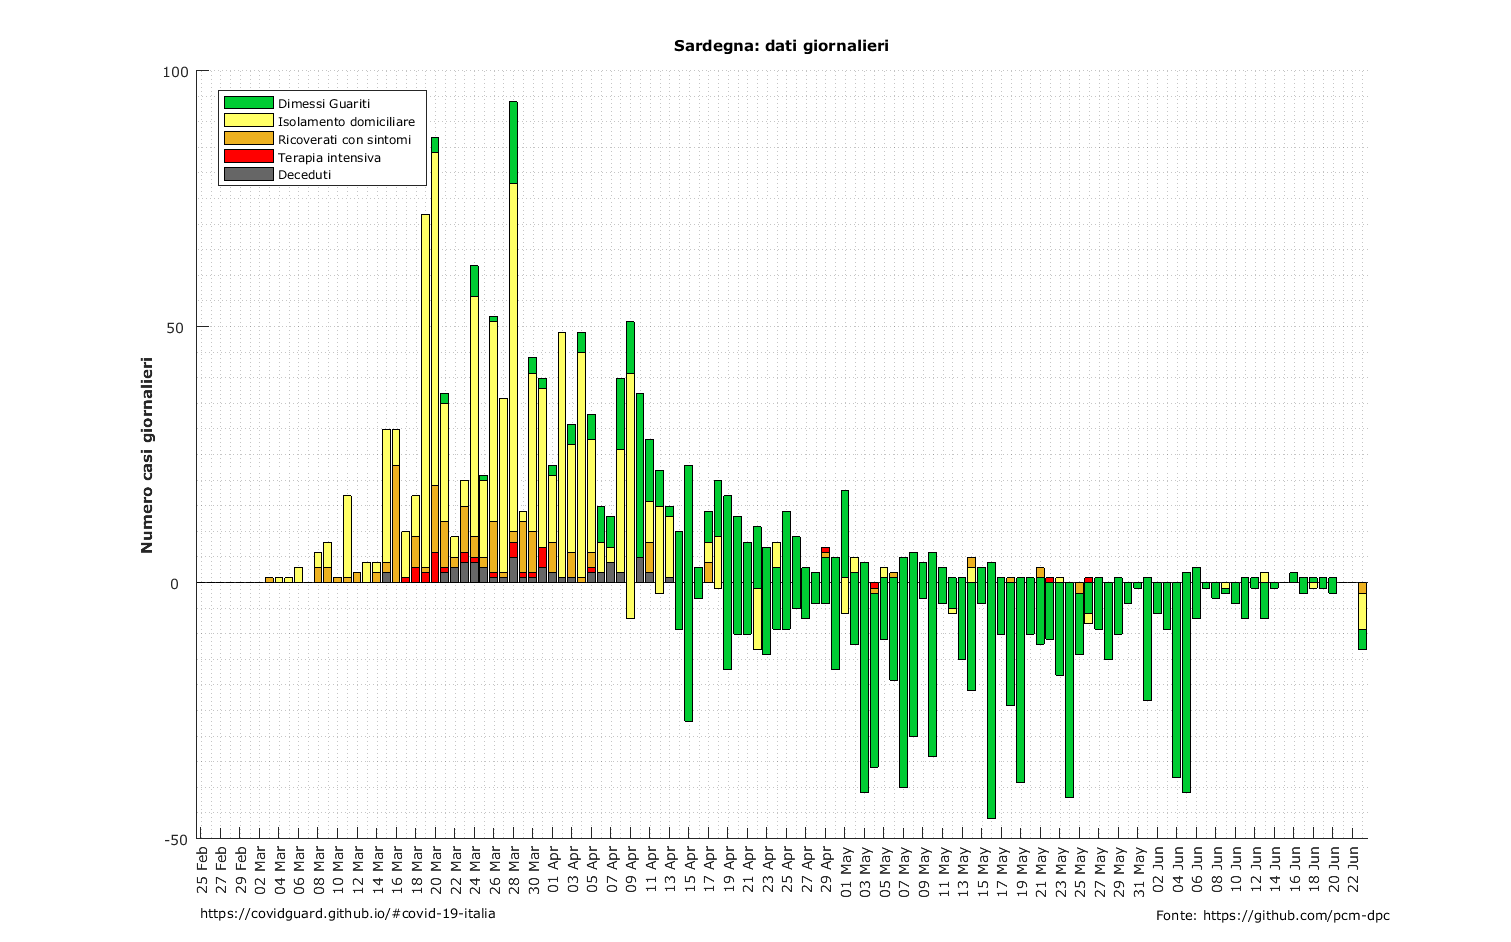 Sardegna: dati giornalieri
100
50
0
-50
Numero casi giornalieri
Dimessi Guariti
Isolamento domiciliare
Ricoverati con sintomi
Terapia intensiva
Deceduti
25 Feb
27 Feb
29 Feb
02 Mar
04 Mar
06 Mar
08 Mar
10 Mar
12 Mar
14 Mar
16 Mar
18 Mar
20 Mar
22 Mar
24 Mar
26 Mar
28 Mar
30 Mar
01 Apr
03 Apr
05 Apr
07 Apr
09 Apr
11 Apr
13 Apr
15 Apr
17 Apr
19 Apr
21 Apr
23 Apr
25 Apr
27 Apr
29 Apr
01 May
03 May
05 May
07 May
09 May
11 May
13 May
15 May
17 May
19 May
21 May
23 May
25 May
27 May
29 May
31 May
02 Jun
04 Jun
06 Jun
08 Jun
10 Jun
12 Jun
14 Jun
16 Jun
18 Jun
20 Jun
22 Jun
https://covidguard.github.io/#covid-19-italia
Fonte: https://github.com/pcm-dpc